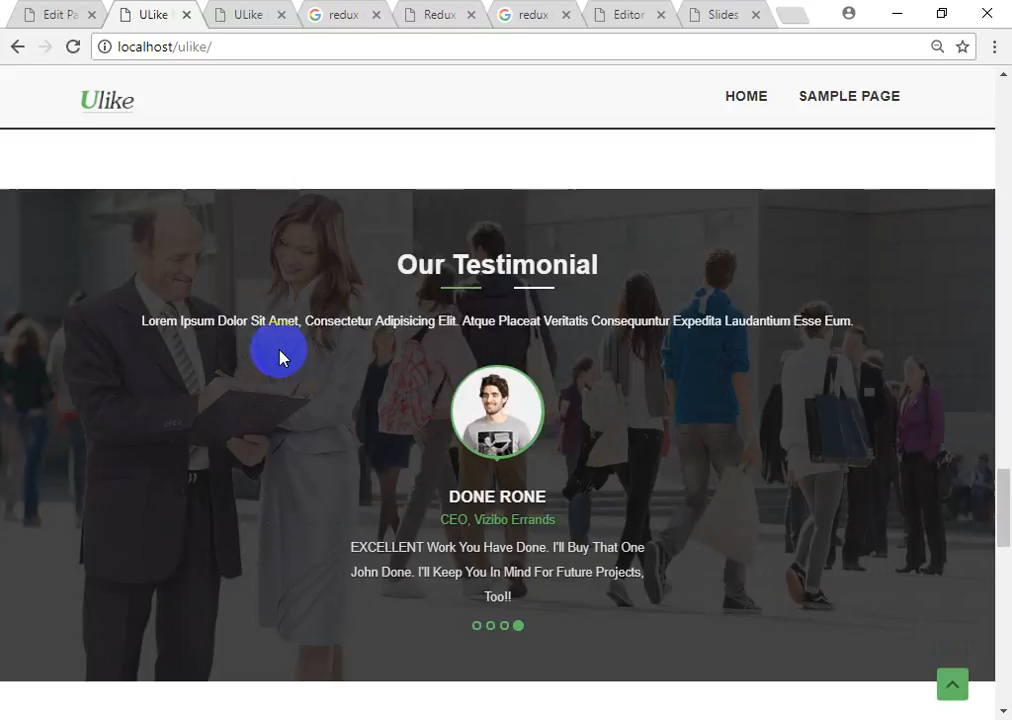 Edit Pa
ULike
ULike
redux
Redux
redux
Editor
Slides
localhost/ulike/
Ulike
HOME
SAMPLE PAGE
Our Testimonial
Lorem Ipsum Dolor Sit Amet, Consectetur Adipisicing Elit. Atque Placeat Veritatis Consequuntur Expedita Laudantium Esse Eum.
DONE RONE
CEO, Vizibo Errands
EXCELLENT Work You Have Done. I'll Buy That One
John Done. I'll Keep You In Mind For Future Projects,
Too!!